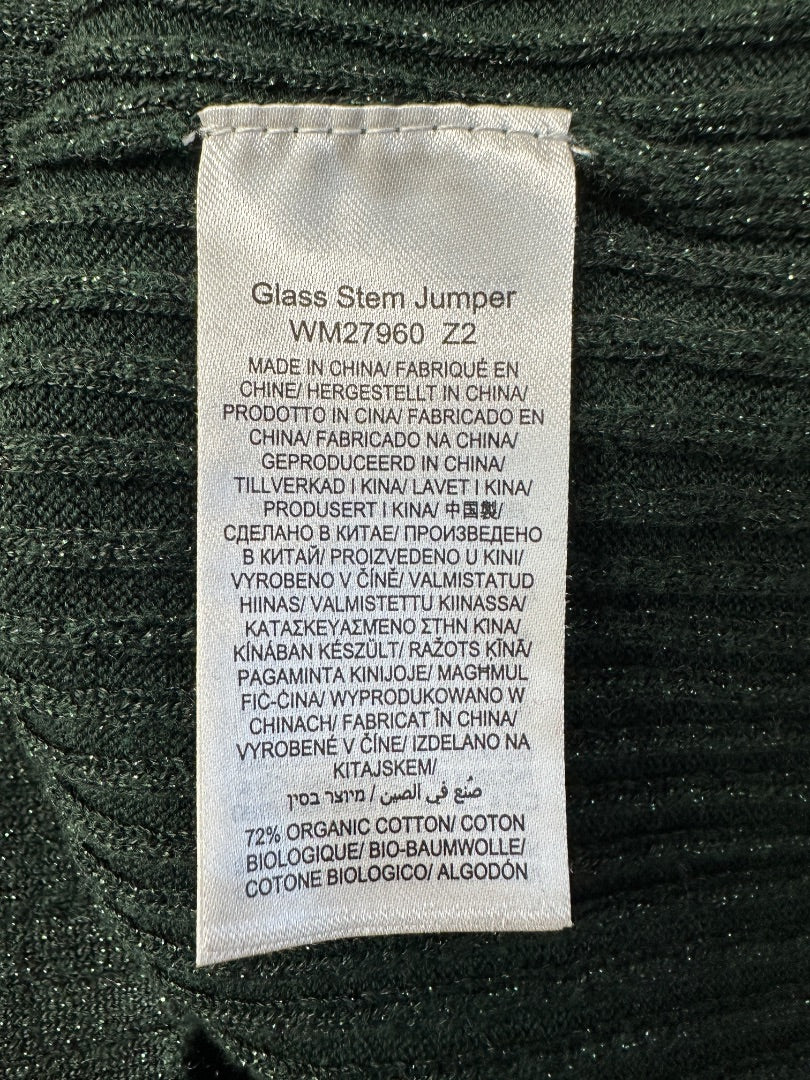 Glass Stem Jumper
WM27960 Z2
MADE IN CHINA/ FABRIQUÉ EN
CHINE/ HERGESTELLT IN CHINA/
PRODOTTO IN CINA/ FABRICADO EN
CHINA/ FABRICADO NA CHINA/
GEPRODUCEERD IN CHINA/
TILLVERKAD I KINA/ LAVET I KINA/
PRODUSERT I KINA/ 中国製/
СДЕЛАНО В КИТАЕ/ ПРОИЗВЕДЕНО
В КИТАЙ/ PROIZVEDENO U KINI/
VYROBENO V ČÍNĚ/ VALMISTATUD
HIINAS/ VALMISTETTU KIINASSA/
ΚΑΤΑΣΚΕΥΑΣΜΕΝΟ ΣΤΗΝ ΚΙΝΑ/
KÍNÁBAN KÉSZÜLT/ RAŽOTS ĶĪNĀ/
PAGAMINTA KINIJOJE/ MAGĦMUL
FIĊ-ĊINA/ WYPRODUKOWANO W
CHINACH/ FABRICAT ÎN CHINA/
VYROBENÉ V ČÍNE/ IZDELANO NA
KITAJSKEM/
صُنع في الصين / מיוצר בסין
72% ORGANIC COTTON/ COTON
BIOLOGIQUE/ BIO-BAUMWOLLE/
COTONE BIOLOGICO/ ALGODÓN